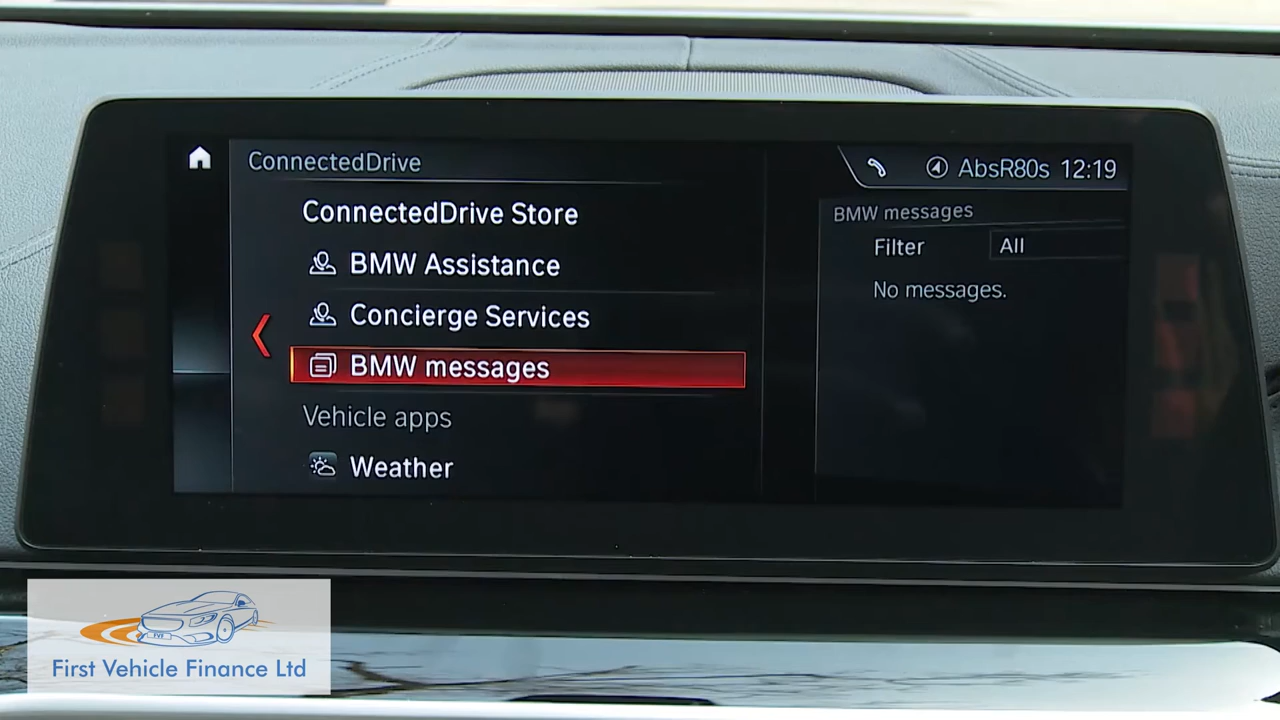 ConnectedDrive
AbsR80s 12:19
ConnectedDrive Store
BMW Assistance
Concierge Services
BMW messages
Vehicle apps
Weather
BMW messages
Filter All
No messages.
FVF
First Vehicle Finance Ltd